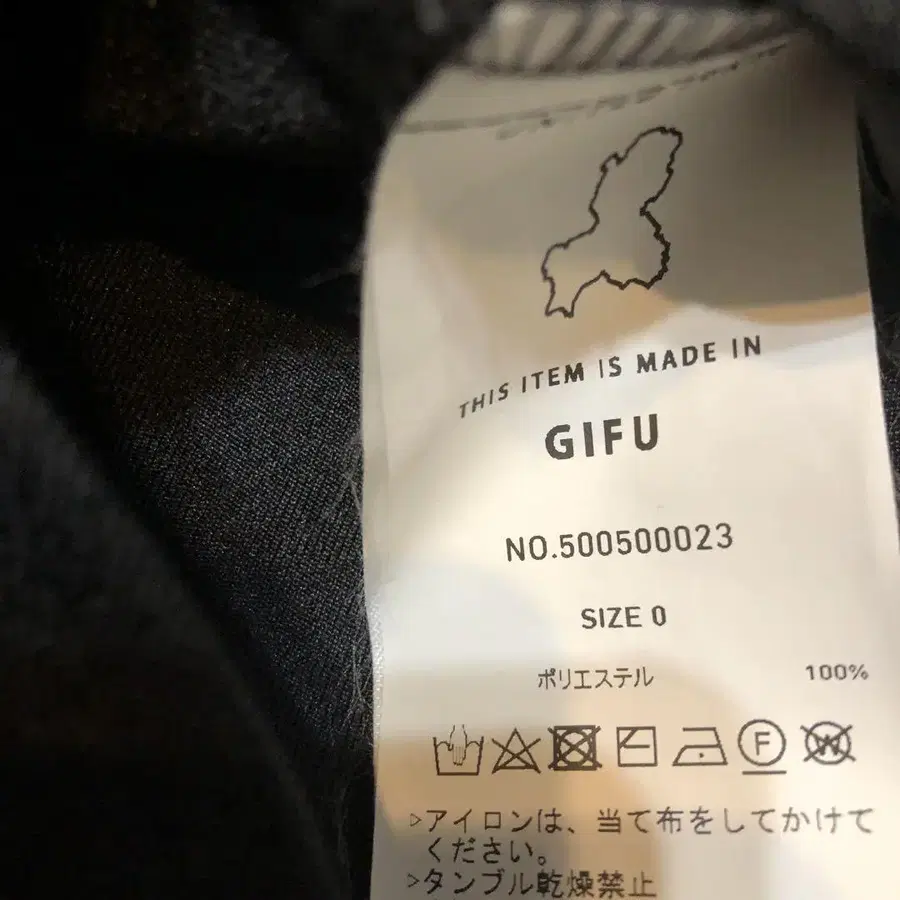 THIS ITEM IS MADE IN
GIFU
NO.500500023
SIZE 0
ポリエステル 100%
F W
▷アイロンは、当て布をしてかけて
ください。
>タンブル乾燥禁止